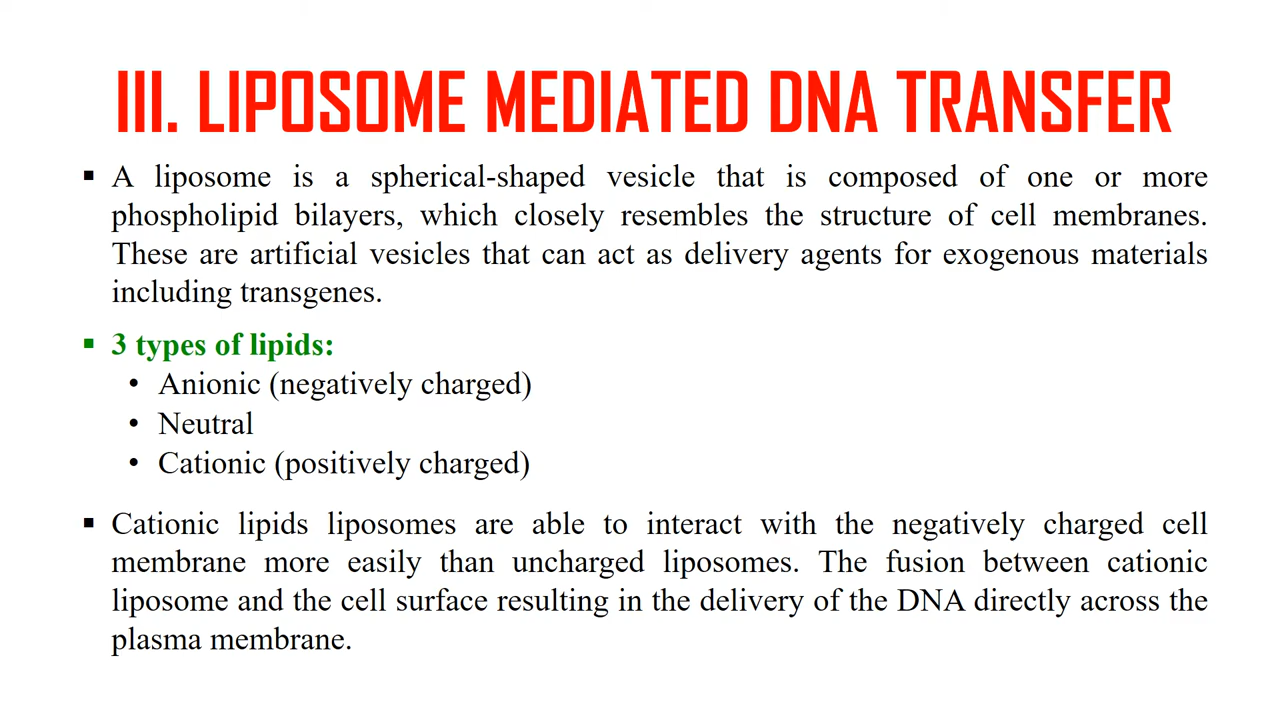 III. LIPOSOME MEDIATED DNA TRANSFER
▪ A liposome is a spherical-shaped vesicle that is composed of one or more
phospholipid bilayers, which closely resembles the structure of cell membranes.
These are artificial vesicles that can act as delivery agents for exogenous materials
including transgenes.
▪ 3 types of lipids:
• Anionic (negatively charged)
• Neutral
• Cationic (positively charged)
▪ Cationic lipids liposomes are able to interact with the negatively charged cell
membrane more easily than uncharged liposomes. The fusion between cationic
liposome and the cell surface resulting in the delivery of the DNA directly across the
plasma membrane.